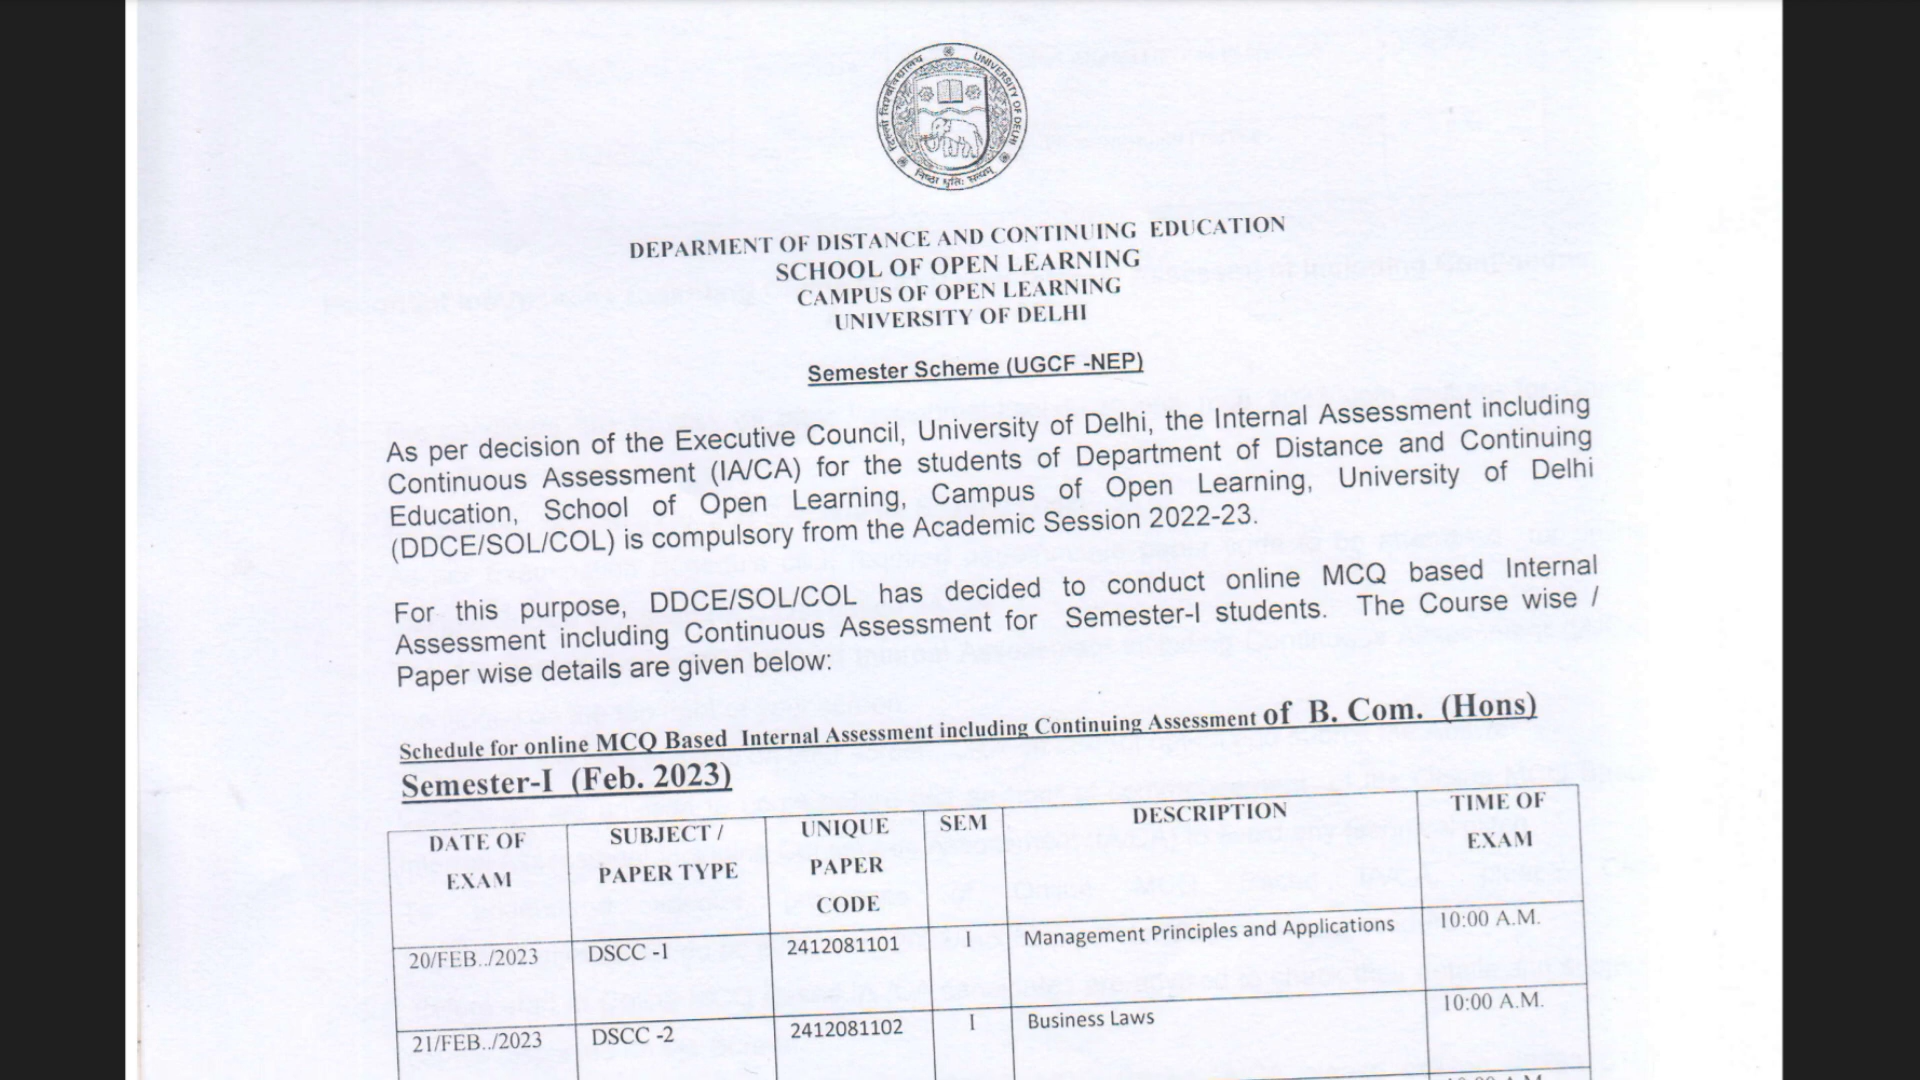 दिल्ली विश्वविद्यालय UNIVERSITY OF DELHI
निष्ठा धृतिः सत्यम्
DEPARMENT OF DISTANCE AND CONTINUING EDUCATION
SCHOOL OF OPEN LEARNING
CAMPUS OF OPEN LEARNING
UNIVERSITY OF DELHI
Semester Scheme (UGCF -NEP)
As per decision of the Executive Council, University of Delhi, the Internal Assessment including
Continuous Assessment (IA/CA) for the students of Department of Distance and Continuing
Education, School of Open Learning, Campus of Open Learning, University of Delhi
(DDCE/SOL/COL) is compulsory from the Academic Session 2022-23.
For this purpose, DDCE/SOL/COL has decided to conduct online MCQ based Internal
Assessment including Continuous Assessment for Semester-I students. The Course wise /
Paper wise details are given below:
Schedule for online MCQ Based Internal Assessment including Continuing Assessment of B. Com. (Hons)
Semester-I (Feb. 2023)
DATE OF EXAM SUBJECT / PAPER TYPE UNIQUE PAPER CODE SEM DESCRIPTION TIME OF EXAM
20/FEB../2023 DSCC -1 2412081101 I Management Principles and Applications 10:00 A.M.
21/FEB../2023 DSCC -2 2412081102 I Business Laws 10:00 A.M.